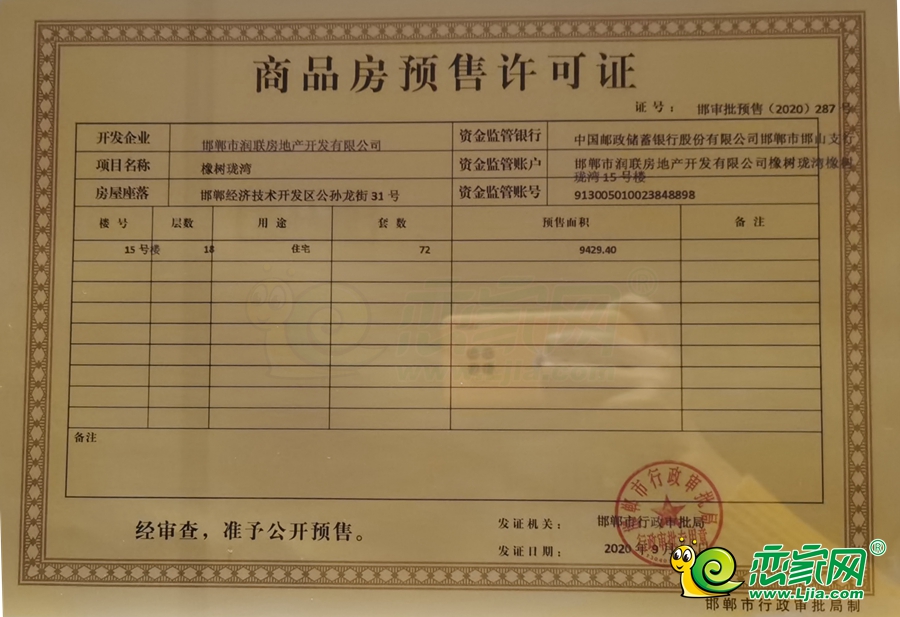 商品房预售许可证
证号： 邯审批预售（2020）287号
开发企业 邯郸市润联房地产开发有限公司 资金监管银行 中国邮政储蓄银行股份有限公司邯郸市邯山支行
项目名称 橡树珑湾 资金监管账户 邯郸市润联房地产开发有限公司橡树珑湾橡树
珑湾15号楼
房屋座落 邯郸经济技术开发区公孙龙街31号 资金监管账号 913005010023848898
楼号 层数 用途 套数 预售面积 备注
15号楼 18 住宅 72 9429.40
备注
经审查，准予公开预售。
发证机关： 邯郸市行政审批局
发证日期： 2020年9月
邯郸市行政审批局
恋家网®
www.Ljia.com
邯郸市行政审批局制